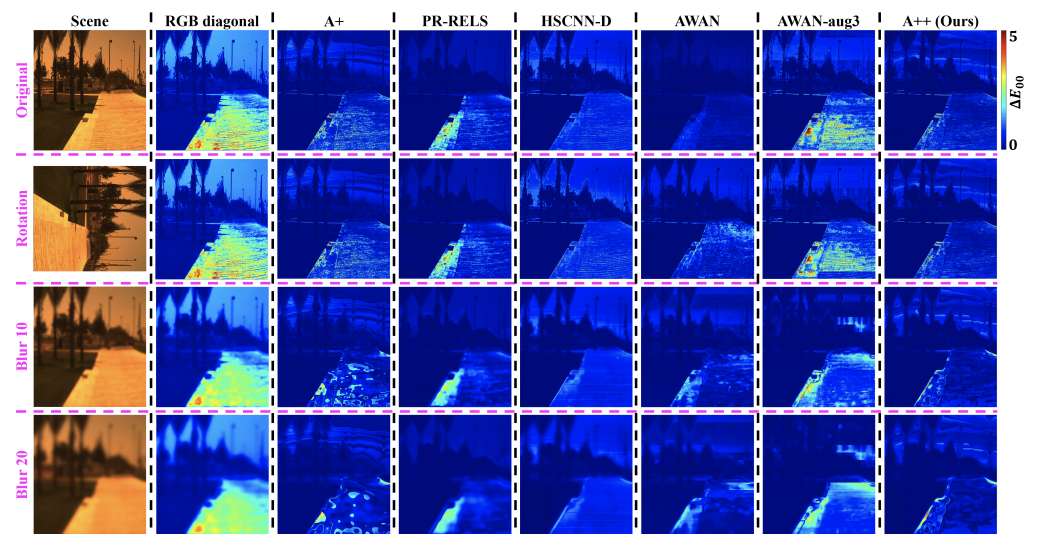 Scene RGB diagonal A+ PR-RELS HSCNN-D AWAN AWAN-aug3 A++ (Ours)
Original
5
ΔE00
0
Rotation
Blur 10
Blur 20